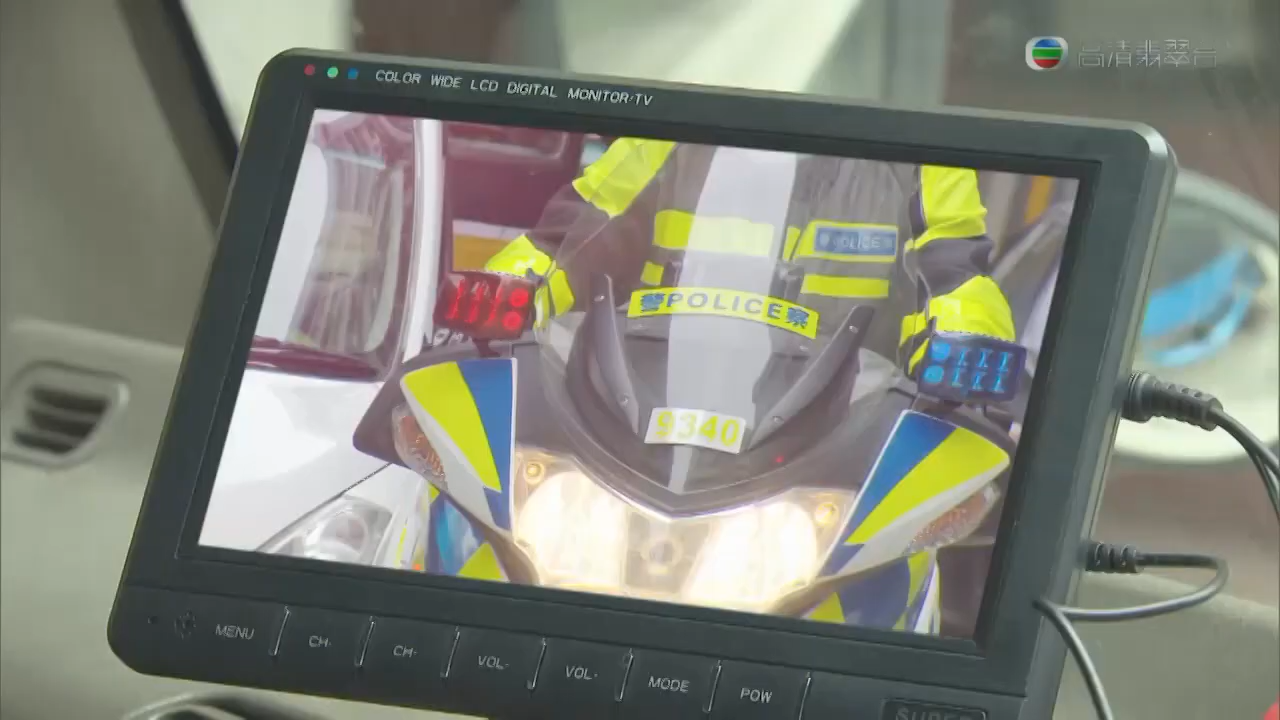 高清翡翠台
COLOR WIDE LCD DIGITAL MONITOR/TV
POLICE
警POLICE察
9340
MENU
CH-
CH-
VOL-
VOL-
MODE
POW
SUPER